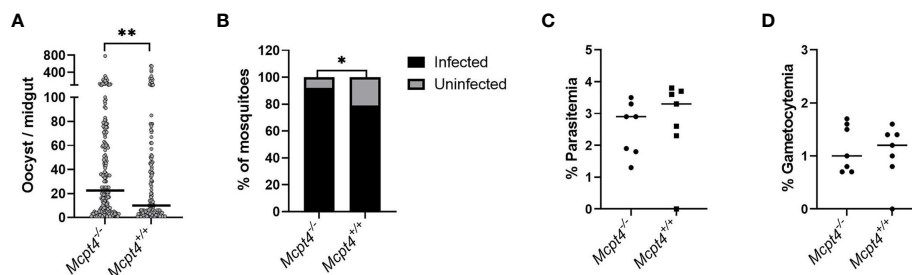 A
B
C
D
**
Oocyst / midgut
800
400
100
80
60
40
20
0
Mcpt4-/-
Mcpt4+/+
*
% of mosquitoes
120
100
80
60
40
20
0
Mcpt4-/-
Mcpt4+/+
Infected
Uninfected
% Parasitemia
5
4
3
2
1
0
Mcpt4-/-
Mcpt4+/+
% Gametocytemia
3
2
1
0
Mcpt4-/-
Mcpt4+/+